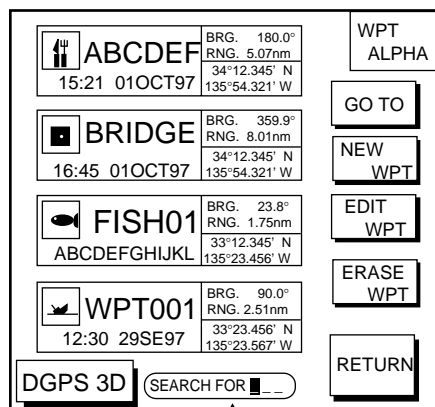 WPT
ALPHA
ABCDEF
15:21 01OCT97
BRG. 180.0°
RNG. 5.07nm
34°12.345' N
135°54.321' W
GO TO
BRIDGE
16:45 01OCT97
BRG. 359.9°
RNG. 8.01nm
34°12.345' N
135°54.321' W
NEW
WPT
FISH01
ABCDEFGHIJKL
BRG. 23.8°
RNG. 1.75nm
33°12.345' N
135°23.456' W
EDIT
WPT
ERASE
WPT
WPT001
12:30 29SE97
BRG. 90.0°
RNG. 2.51nm
33°23.456' N
135°23.567' W
RETURN
DGPS 3D
SEARCH FOR _ _